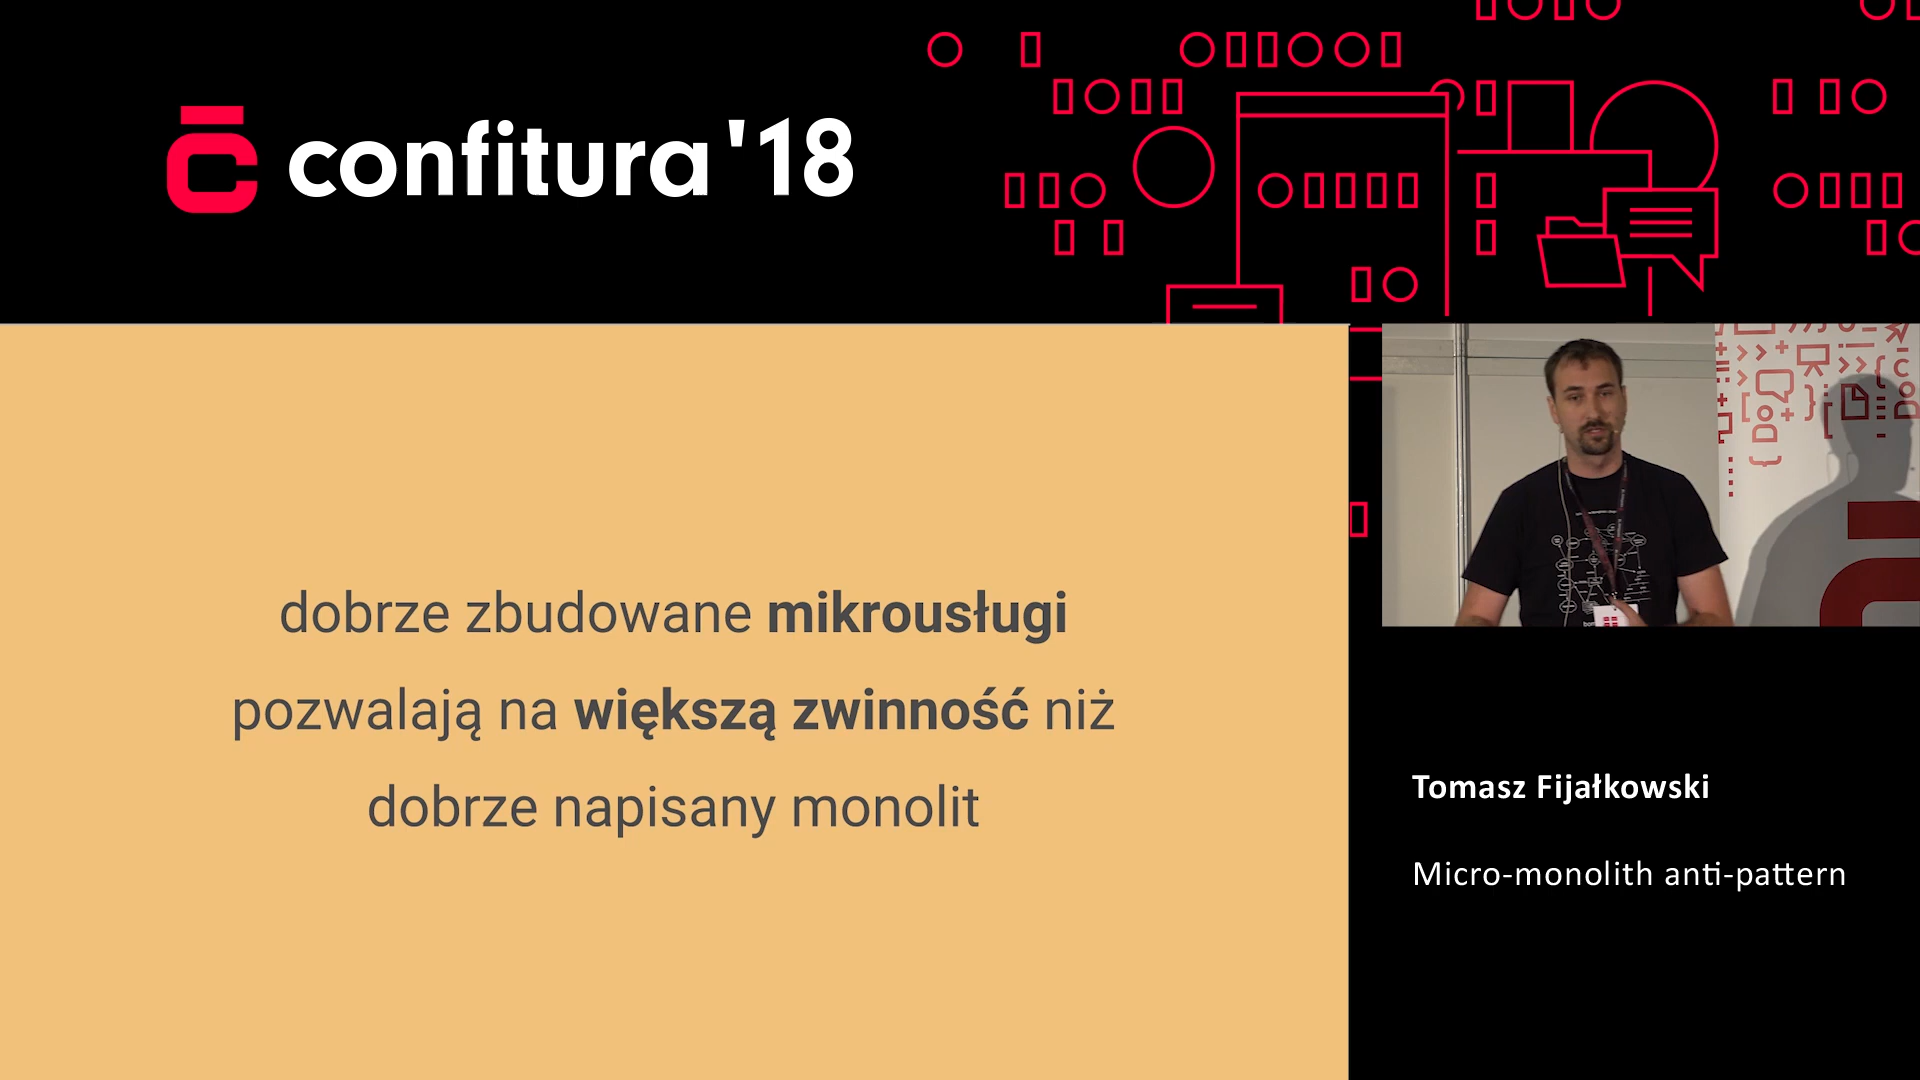 confitura '18
dobrze zbudowane mikrousługi
pozwalają na większą zwinność niż
dobrze napisany monolit
Tomasz Fijałkowski
Micro-monolith anti-pattern